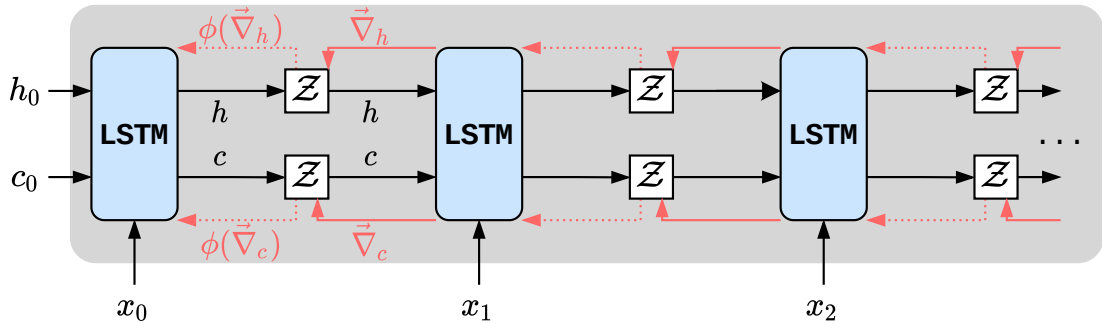 ϕ(∇⃗_h) ∇⃗_h
h_0 𝒵 𝒵 𝒵
h h
LSTM LSTM LSTM ...
c c
c_0 𝒵 𝒵 𝒵
ϕ(∇⃗_c) ∇⃗_c
x_0 x_1 x_2